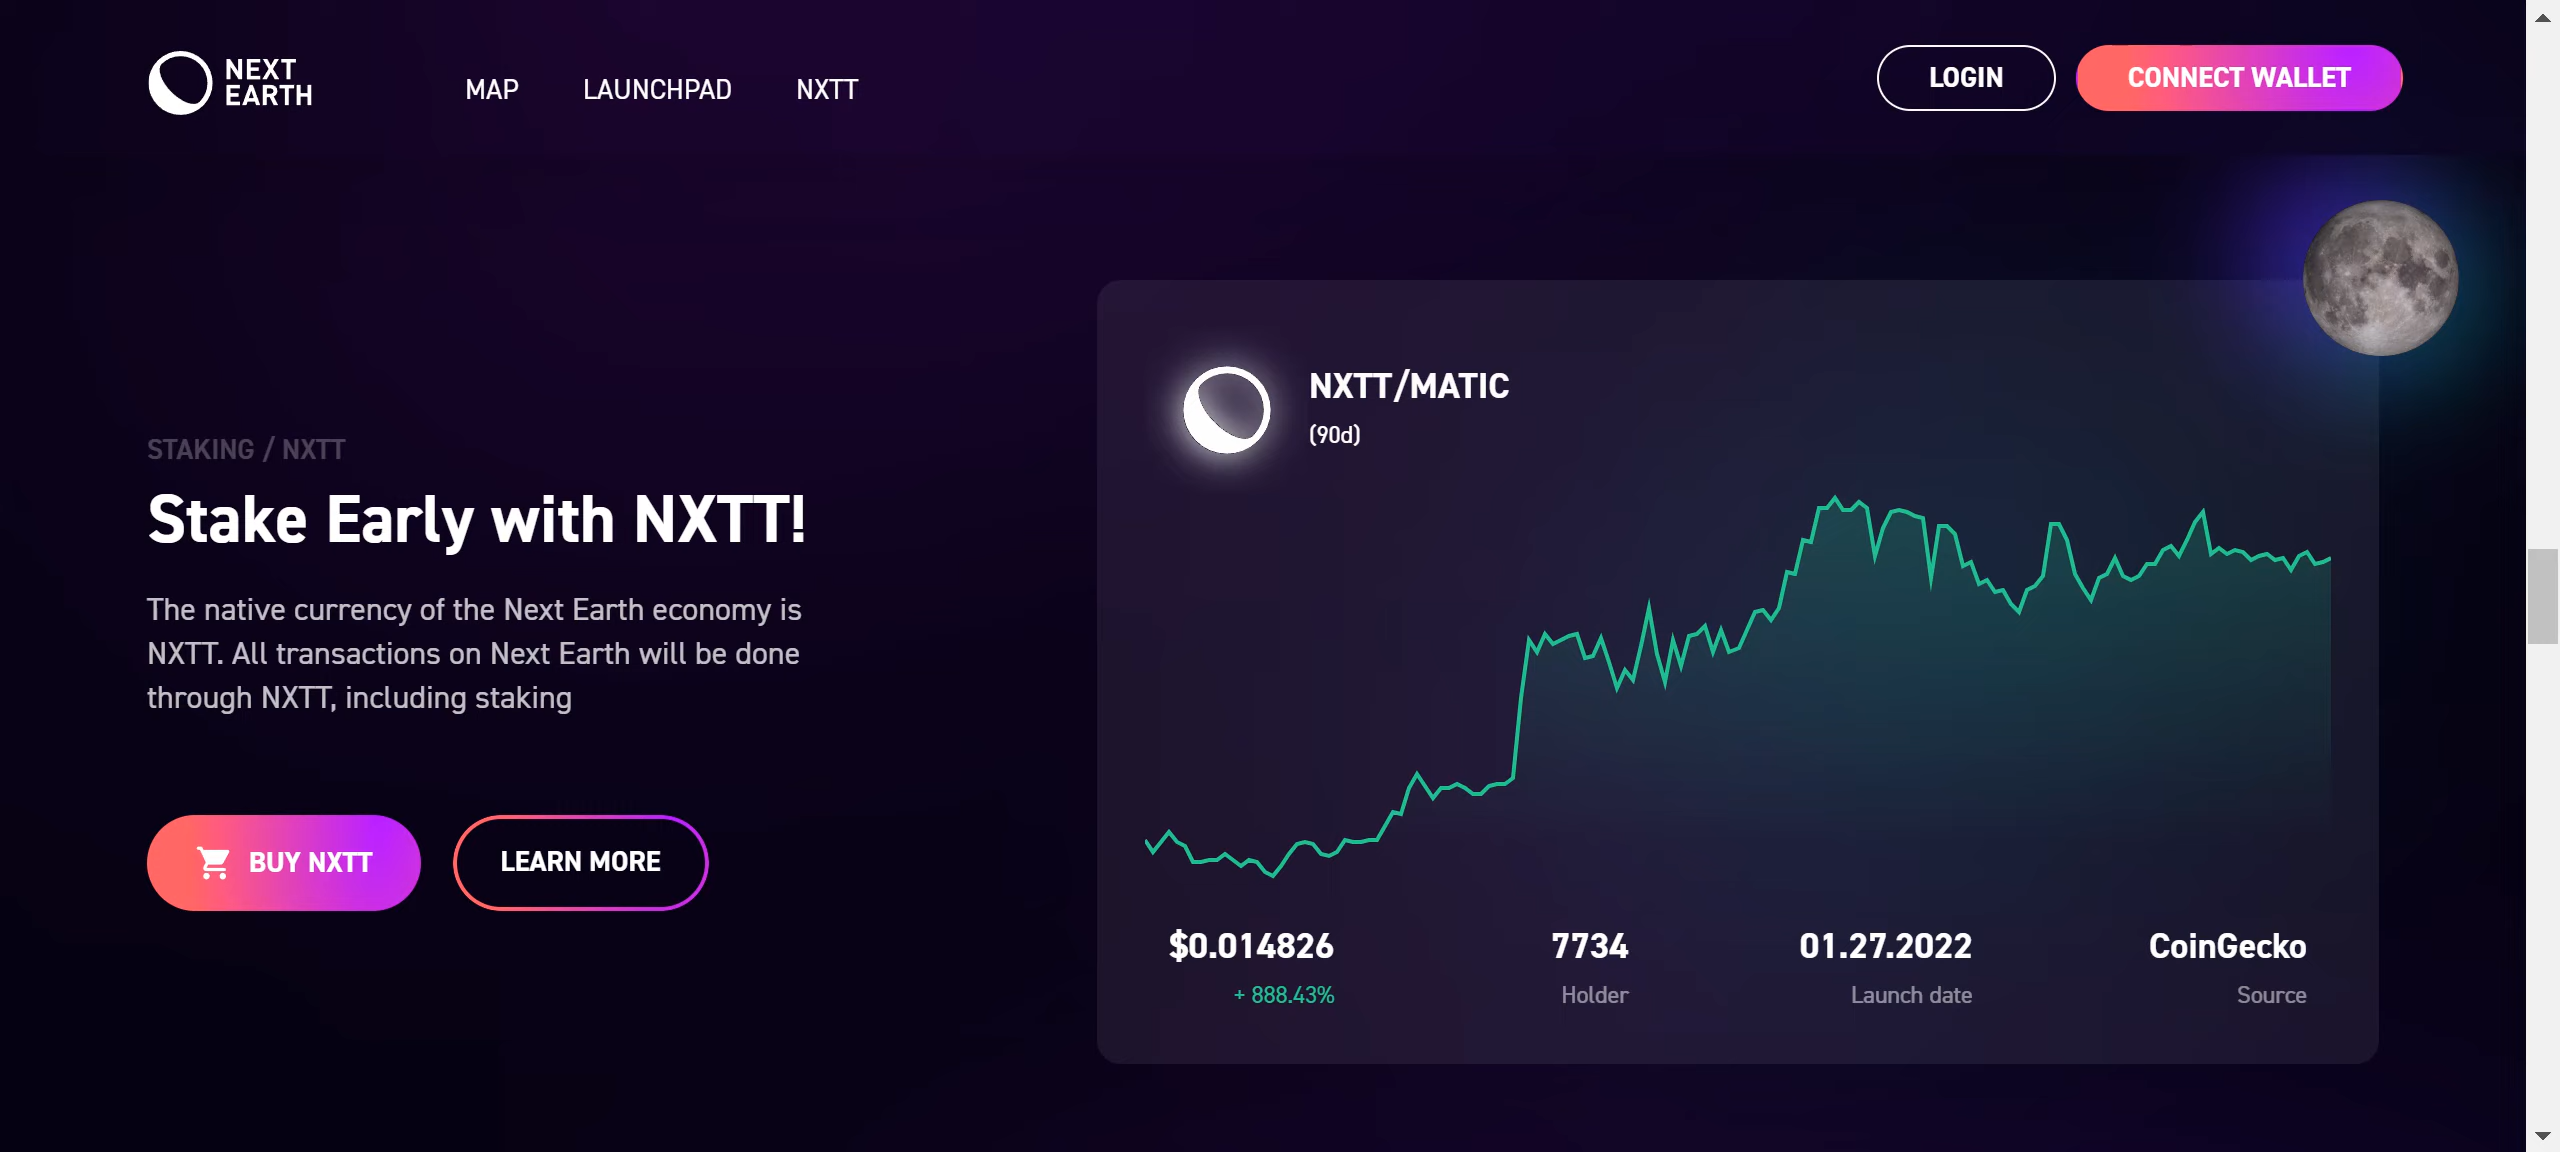 NEXT
EARTH
MAP
LAUNCHPAD
NXTT
LOGIN
CONNECT WALLET
STAKING / NXTT
Stake Early with NXTT!
The native currency of the Next Earth economy is
NXTT. All transactions on Next Earth will be done
through NXTT, including staking
BUY NXTT
LEARN MORE
NXTT/MATIC
(90d)
$0.014826
+ 888.43%
7734
Holder
01.27.2022
Launch date
CoinGecko
Source